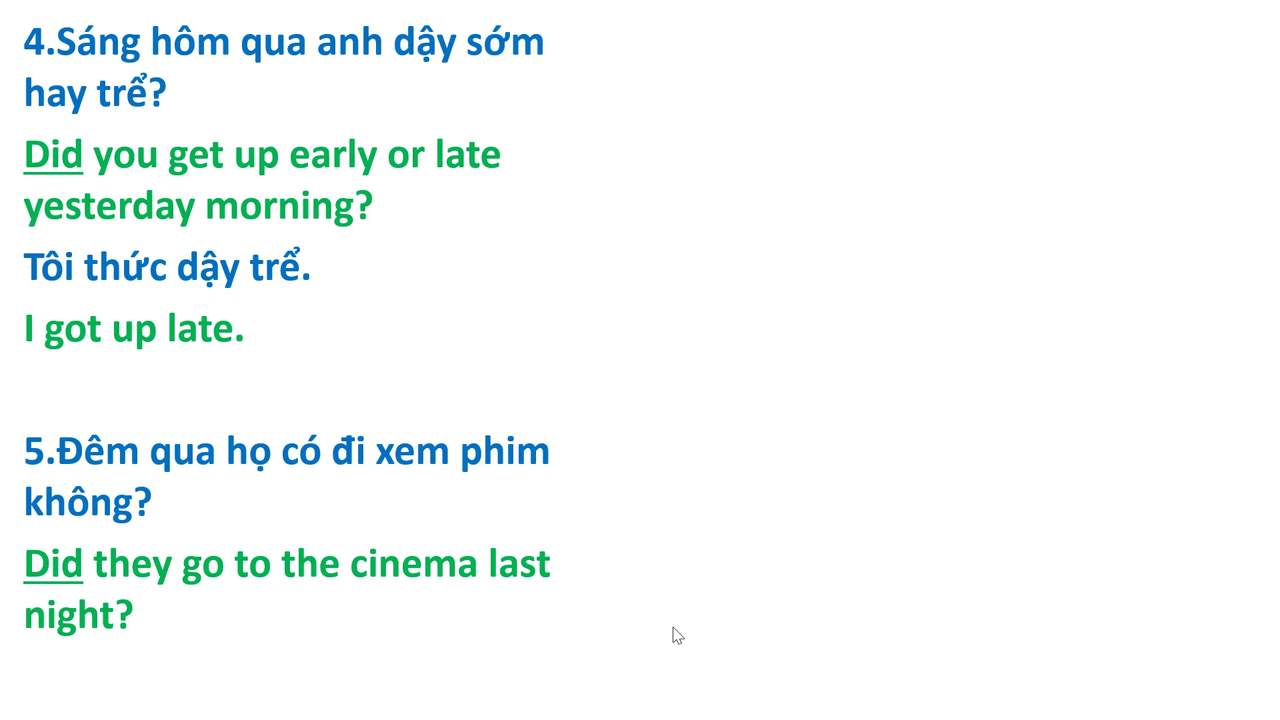 4.Sáng hôm qua anh dậy sớm
hay trể?
Did you get up early or late
yesterday morning?
Tôi thức dậy trể.
I got up late.
5.Đêm qua họ có đi xem phim
không?
Did they go to the cinema last
night?